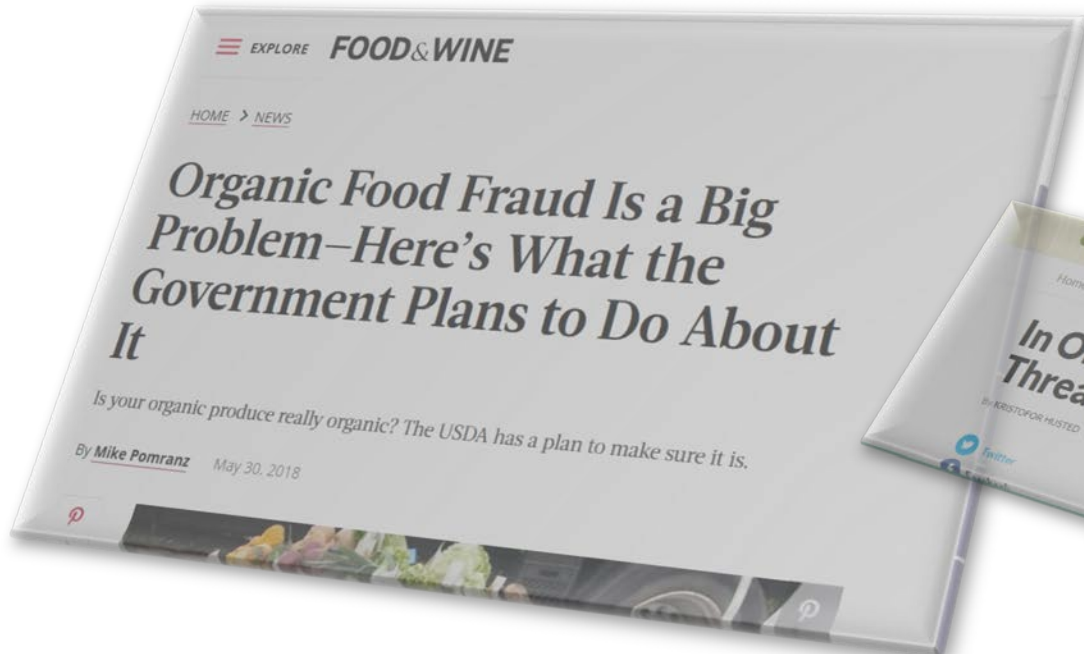 EXPLORE FOOD&WINE
HOME > NEWS
Organic Food Fraud Is a Big
Problem—Here's What the
Government Plans to Do About
It
Is your organic produce really organic? The USDA has a plan to make sure it is.
By Mike Pomranz May 30, 2018
Home
In O
Threa
By KRISTOFOR HUSTED
Twitter